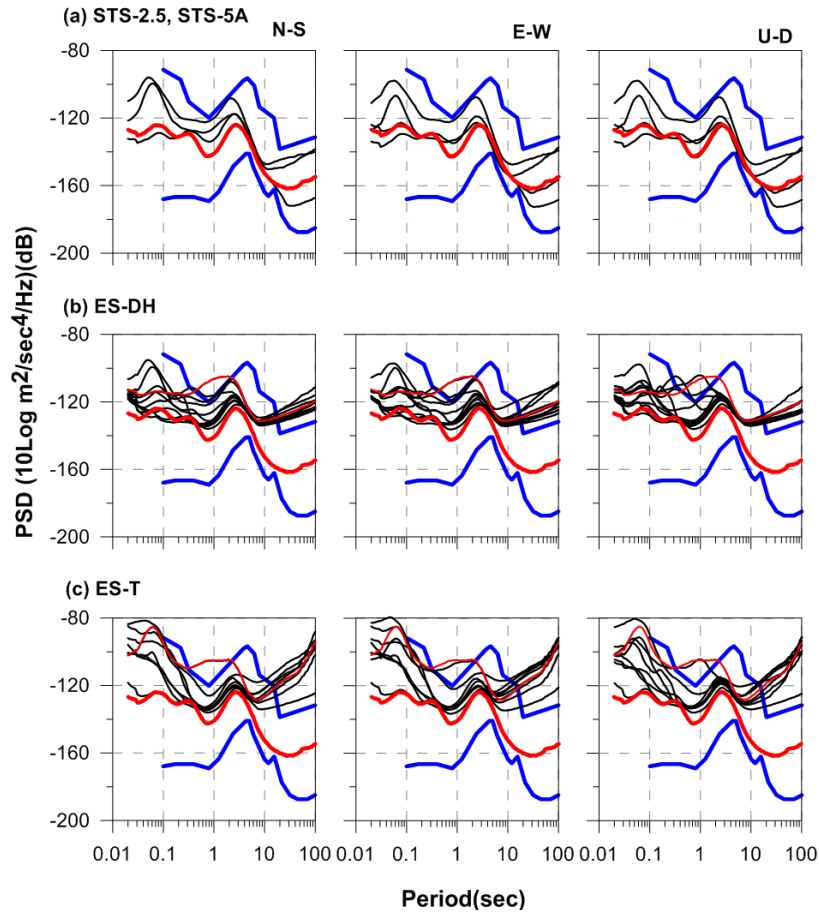 (a) STS-2.5, STS-5A
N-S
E-W
U-D
-80
-120
-160
-200
(b) ES-DH
-80
-120
-160
-200
(c) ES-T
-80
-120
-160
-200
0.01 0.1 1 10 100
0.01 0.1 1 10 100
0.01 0.1 1 10 100
PSD (10Log m2/sec4/Hz)(dB)
Period(sec)